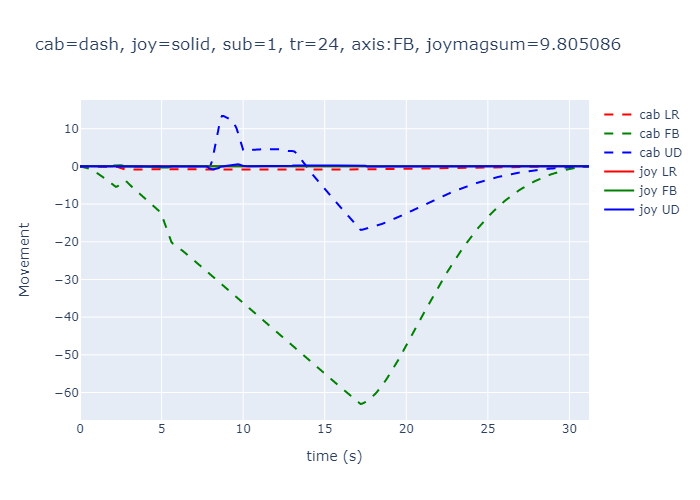 cab=dash, joy=solid, sub=1, tr=24, axis:FB, joymagsum=9.805086
cab LR
cab FB
cab UD
joy LR
joy FB
joy UD
Movement
10
0
−10
−20
−30
−40
−50
−60
0 5 10 15 20 25 30
time (s)